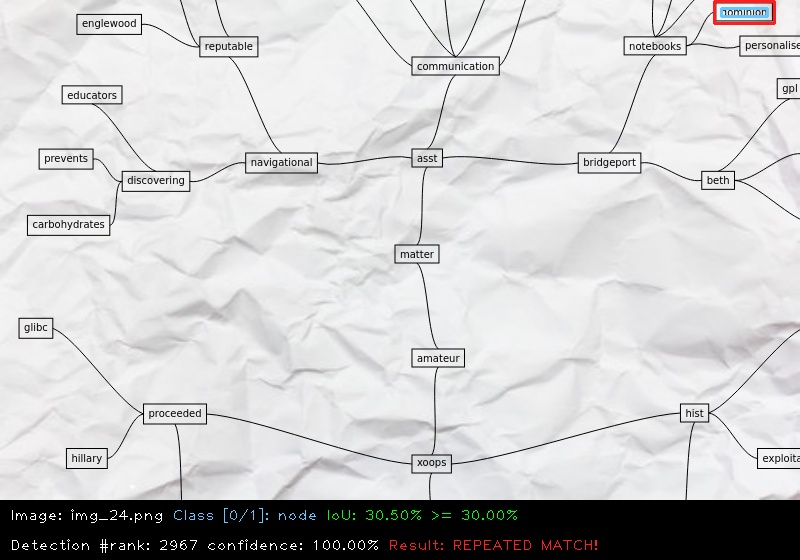 dominion
englewood
reputable
notebooks
personalise
communication
gpl
educators
prevents
navigational
asst
bridgeport
discovering
beth
carbohydrates
matter
glibc
amateur
proceeded
hist
hillary
xoops
exploita
Image: img_24.png Class [0/1]: node IoU: 30.50% >= 30.00%
Detection #rank: 2967 confidence: 100.00% Result: REPEATED MATCH!